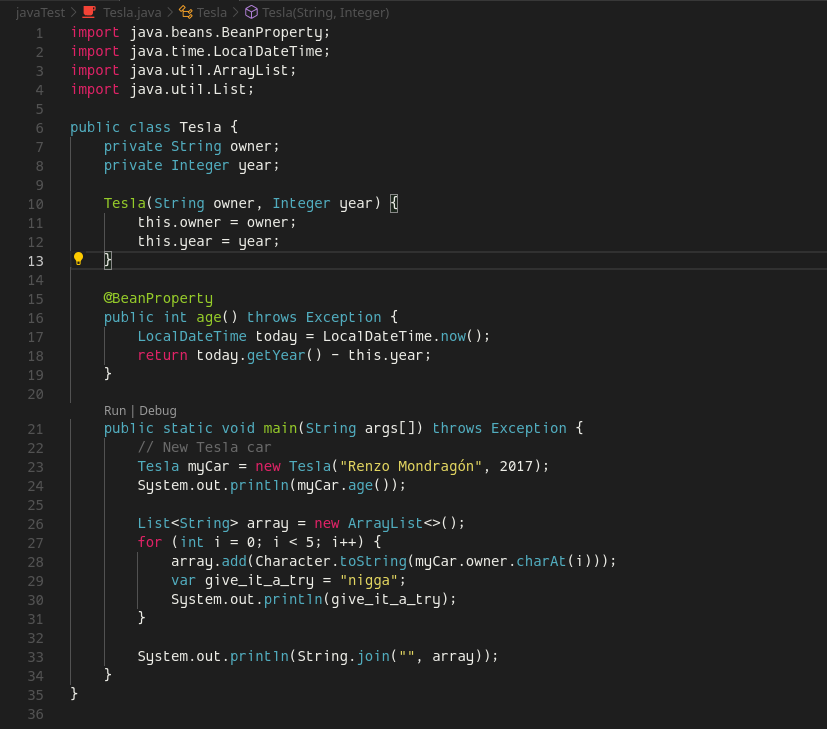 javaTest > Tesla.java > Tesla > Tesla(String, Integer)
1 import java.beans.BeanProperty;
2 import java.time.LocalDateTime;
3 import java.util.ArrayList;
4 import java.util.List;
5
6 public class Tesla {
7     private String owner;
8     private Integer year;
9
10     Tesla(String owner, Integer year) {
11         this.owner = owner;
12         this.year = year;
13     }
14
15     @BeanProperty
16     public int age() throws Exception {
17         LocalDateTime today = LocalDateTime.now();
18         return today.getYear() - this.year;
19     }
20
Run | Debug
21     public static void main(String args[]) throws Exception {
22         // New Tesla car
23         Tesla myCar = new Tesla("Renzo Mondragón", 2017);
24         System.out.println(myCar.age());
25
26         List<String> array = new ArrayList<>();
27         for (int i = 0; i < 5; i++) {
28             array.add(Character.toString(myCar.owner.charAt(i)));
29             var give_it_a_try = "nigga";
30             System.out.println(give_it_a_try);
31         }
32
33         System.out.println(String.join("", array));
34     }
35 }
36